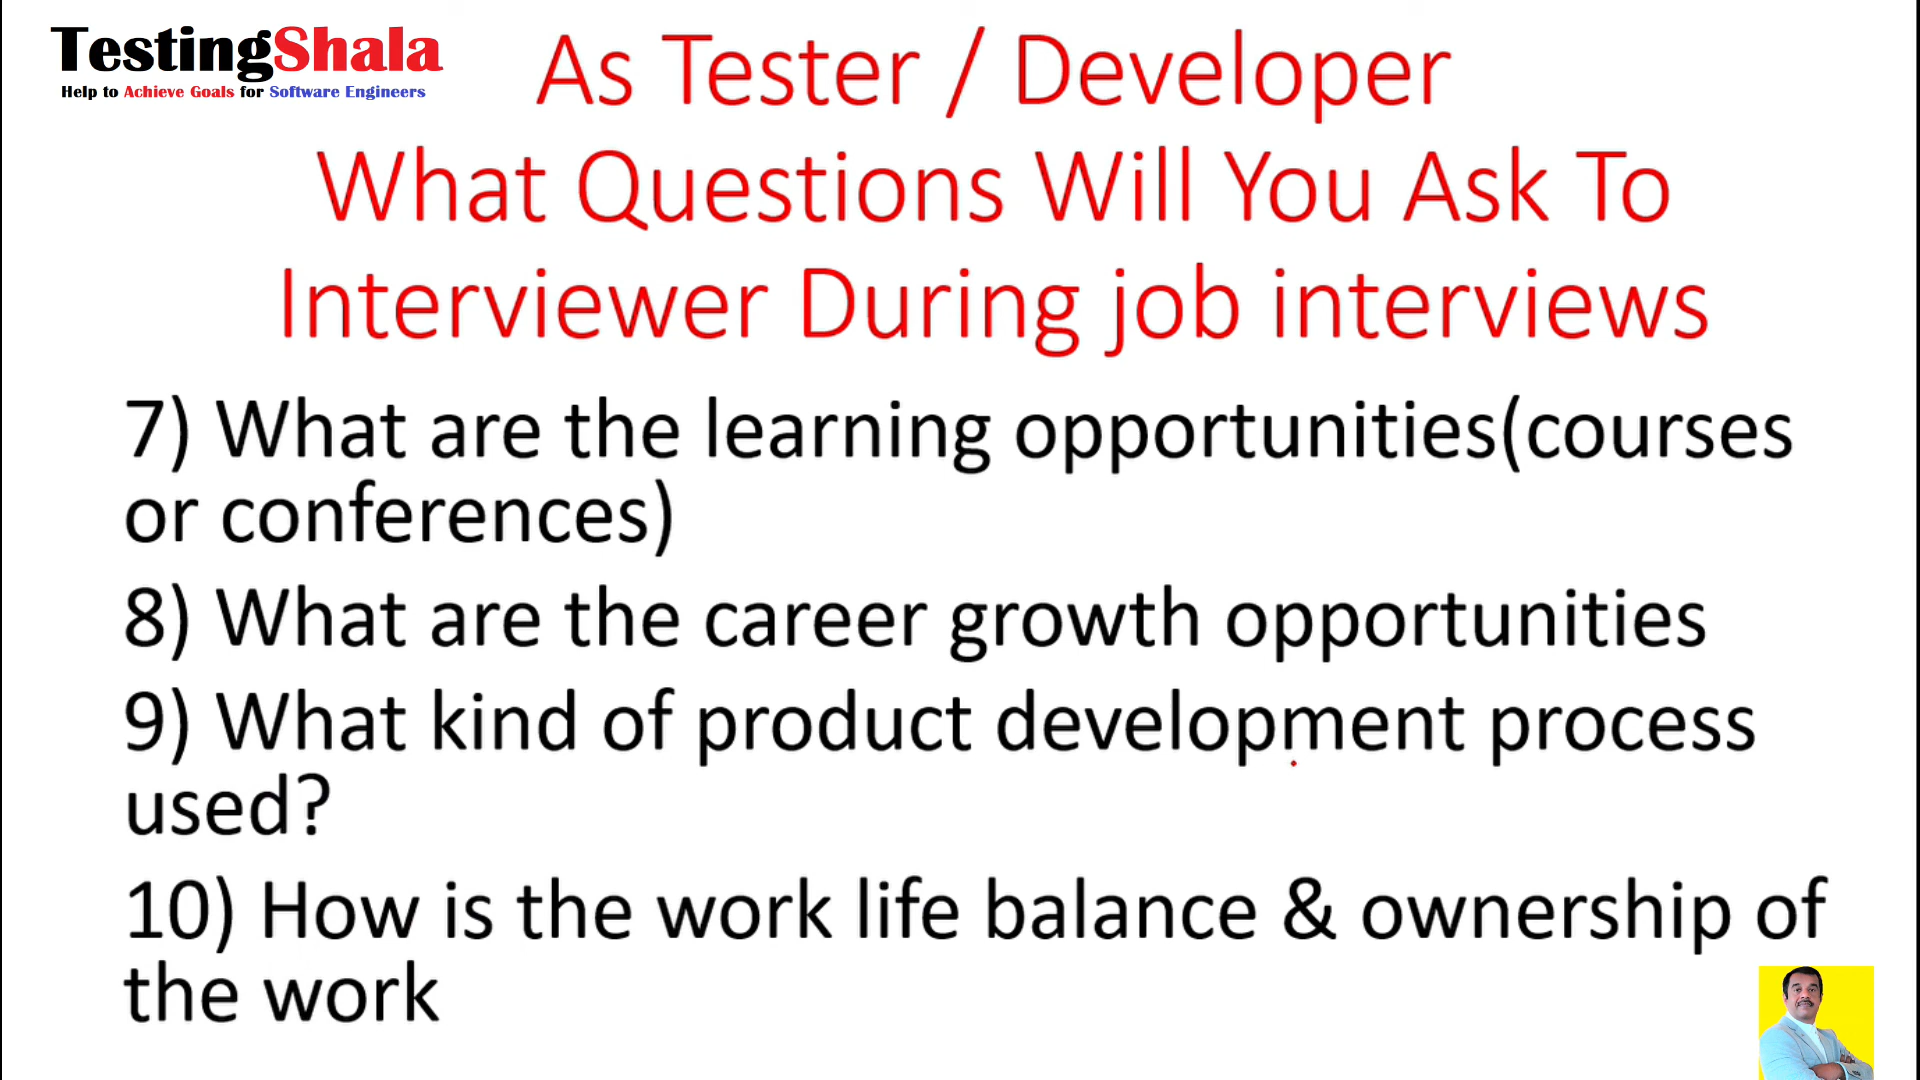 TestingShala
Help to Achieve Goals for Software Engineers
As Tester / Developer
What Questions Will You Ask To
Interviewer During job interviews
7) What are the learning opportunities(courses
or conferences)
8) What are the career growth opportunities
9) What kind of product development process
used?
10) How is the work life balance & ownership of
the work